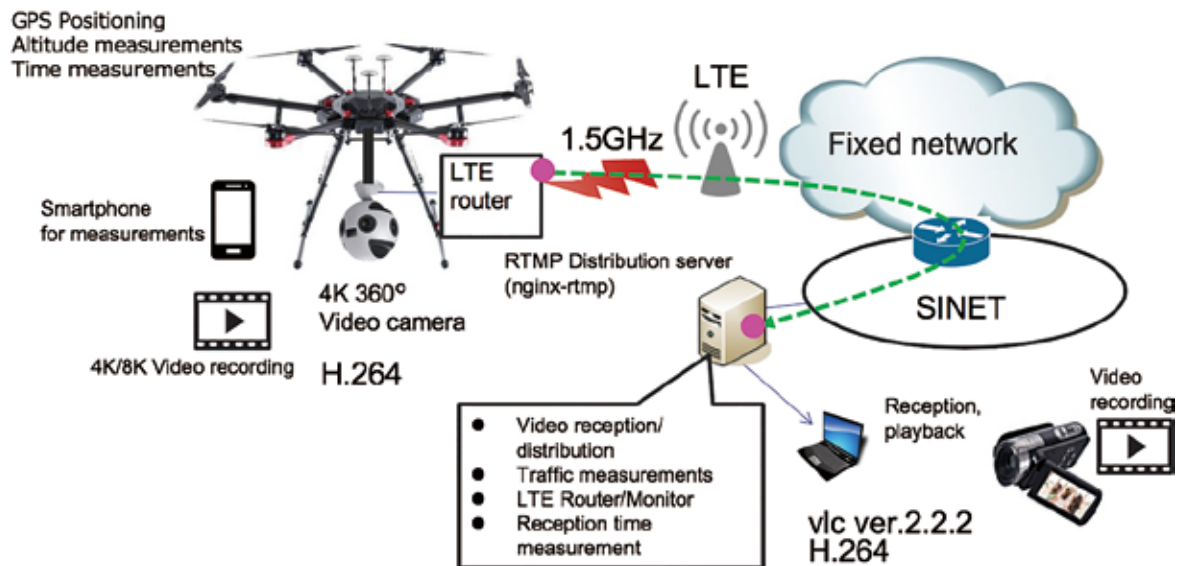 GPS Positioning
Altitude measurements
Time measurements
LTE
1.5GHz
Fixed network
LTE
router
Smartphone
for measurements
RTMP Distribution server
(nginx-rtmp)
4K 360º
Video camera
SINET
4K/8K Video recording
H.264
Video
recording
Reception,
playback
● Video reception/
distribution
● Traffic measurements
● LTE Router/Monitor
● Reception time
measurement
vlc ver.2.2.2
H.264